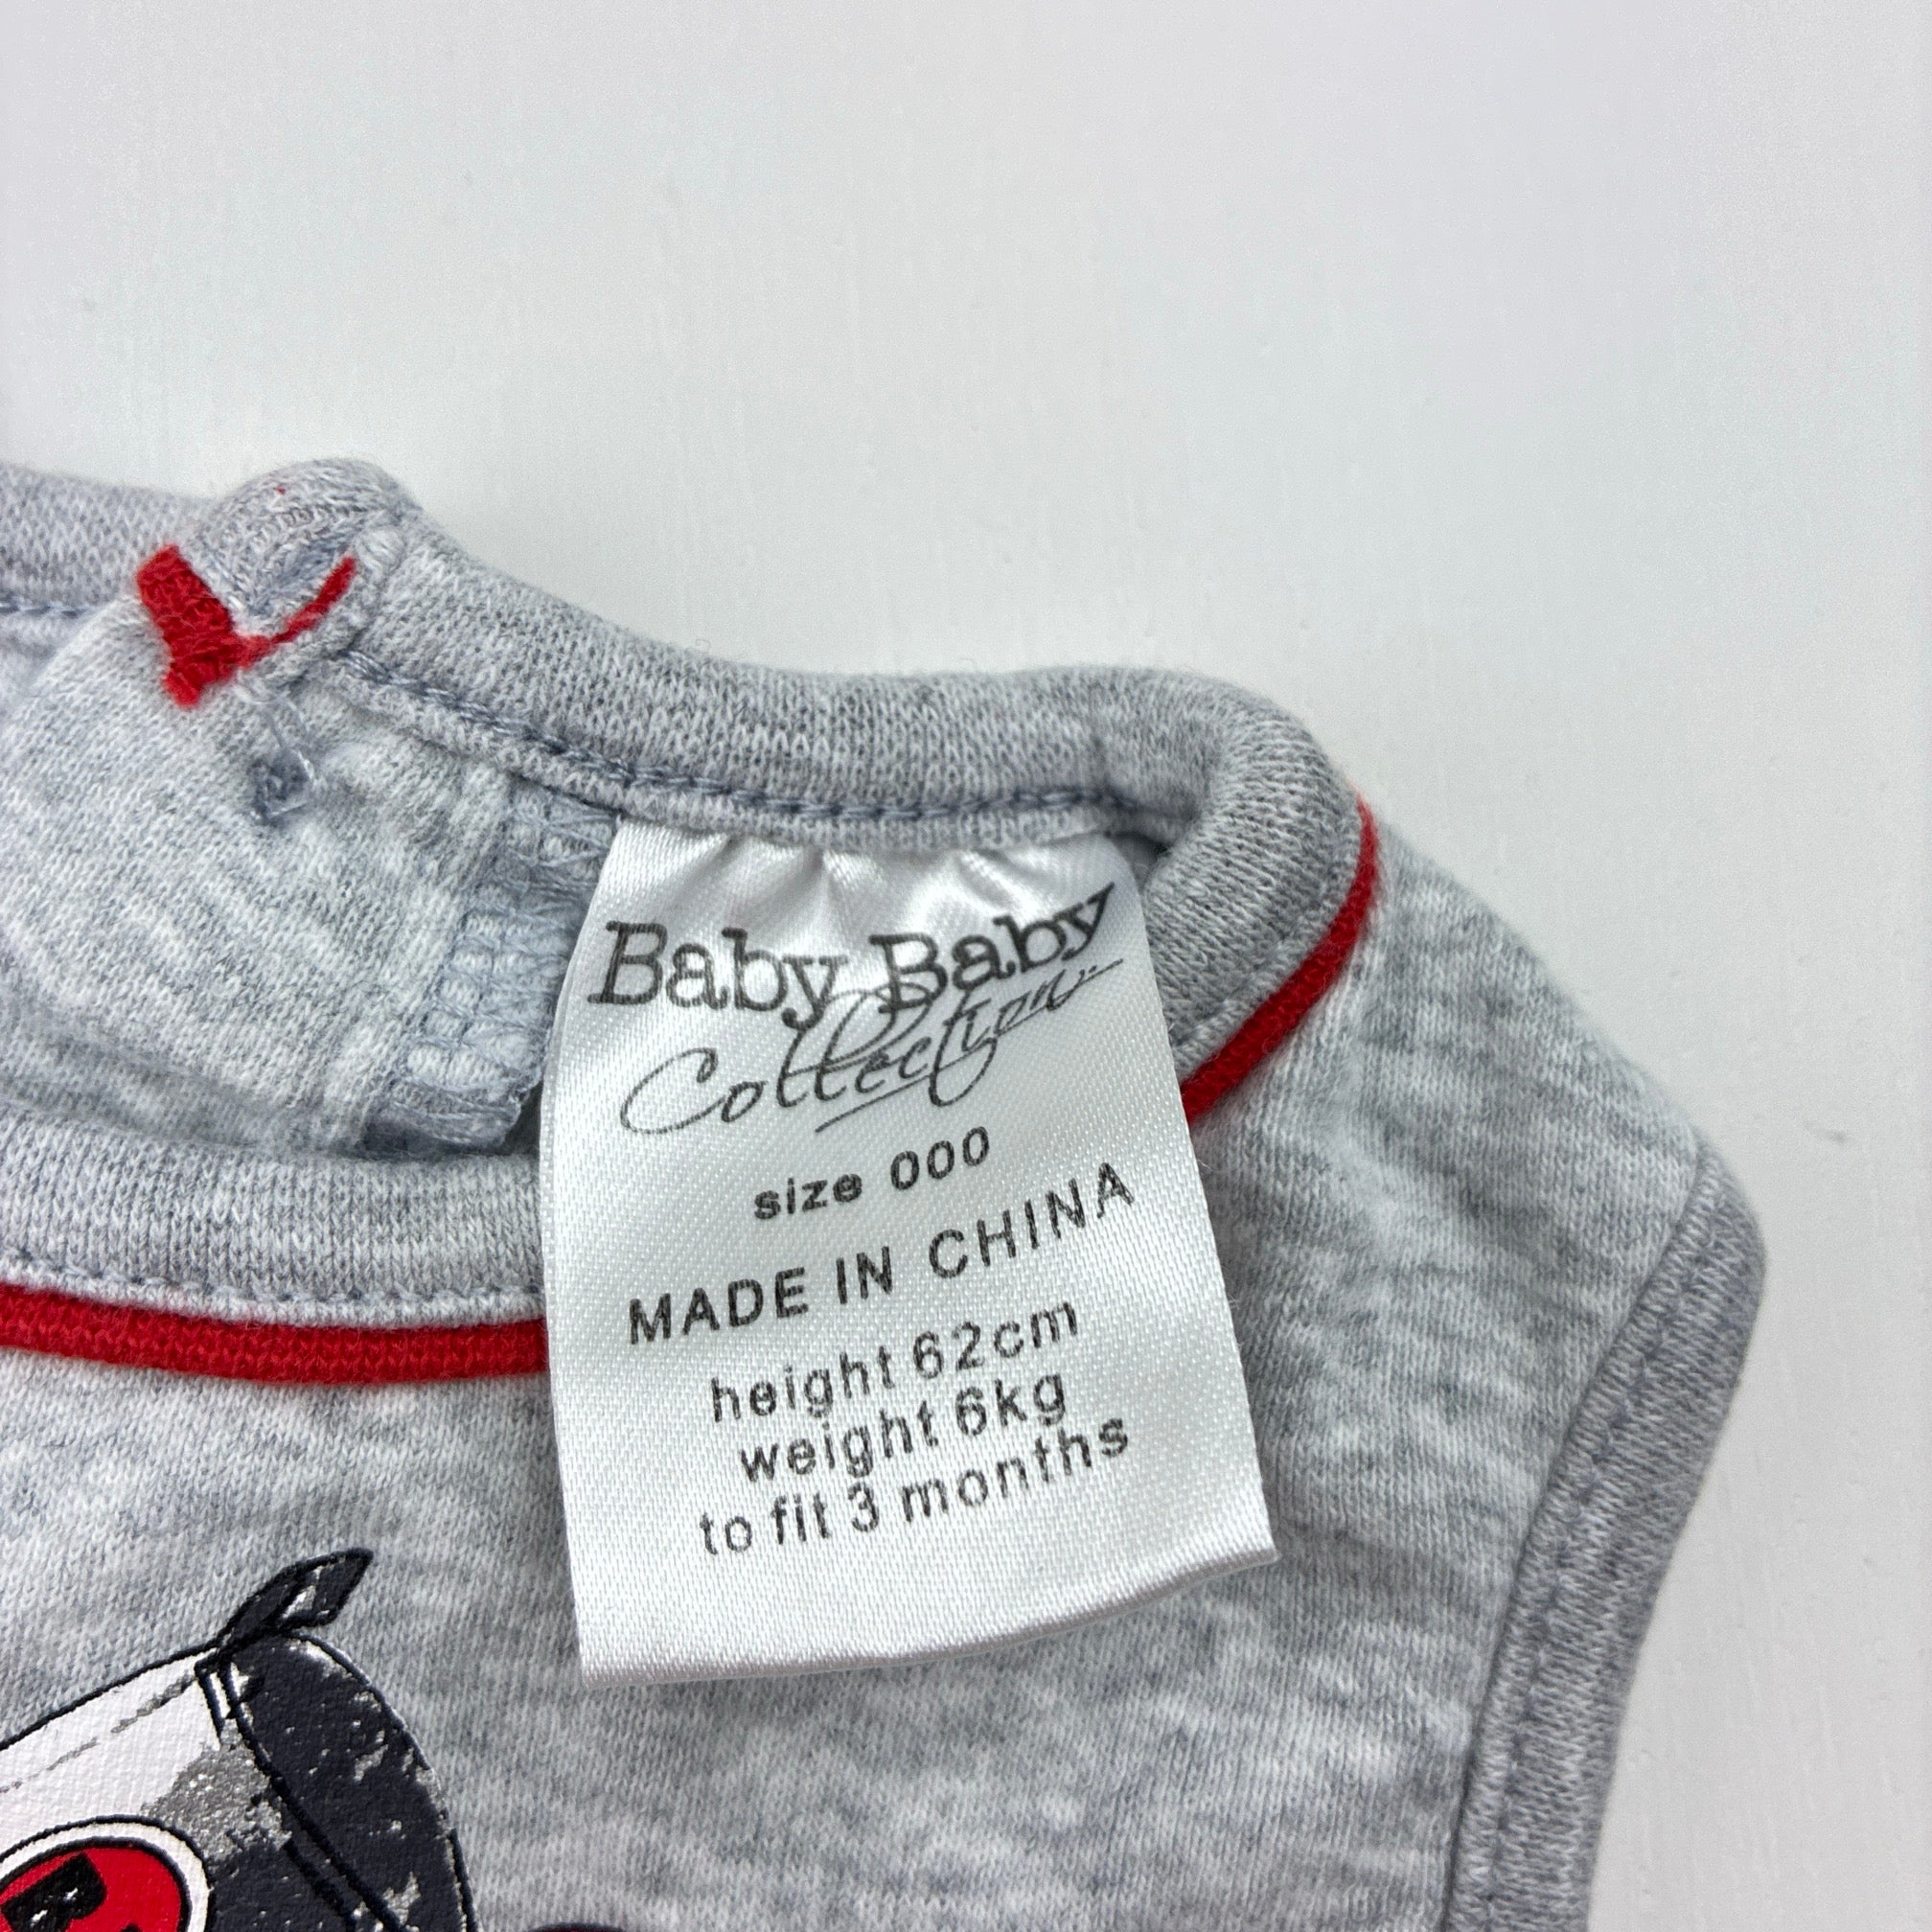 Baby Baby
Collection
size 000
MADE IN CHINA
height 62cm
weight 6kg
to fit 3 months